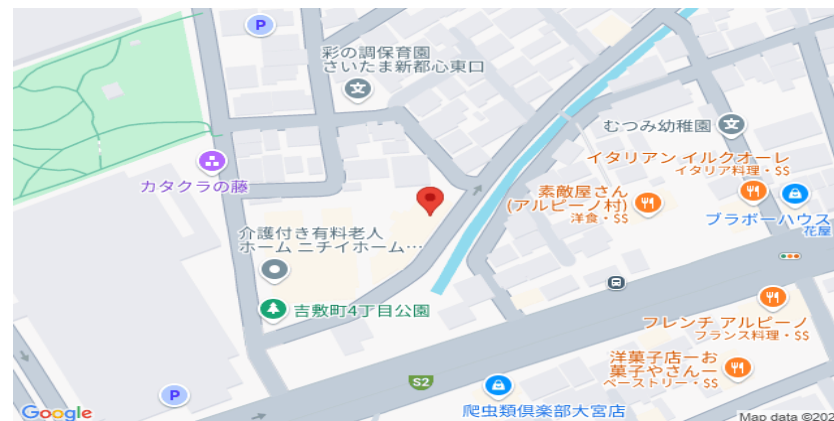 P
彩の調保育園
さいたま新都心東口
むつみ幼稚園
イタリアン イルクオーレ
イタリア料理・$$
カタクラの藤
素敵屋さん
(アルピーノ村)
洋食・$$
ブラボーハウス
花屋
介護付き有料老人
ホーム ニチイホーム…
吉敷町4丁目公園
フレンチ アルピーノ
フランス料理・$$
洋菓子店ーお
菓子やさんー
ペーストリー・$$
S2
P
爬虫類倶楽部大宮店
Google
Map data ©202